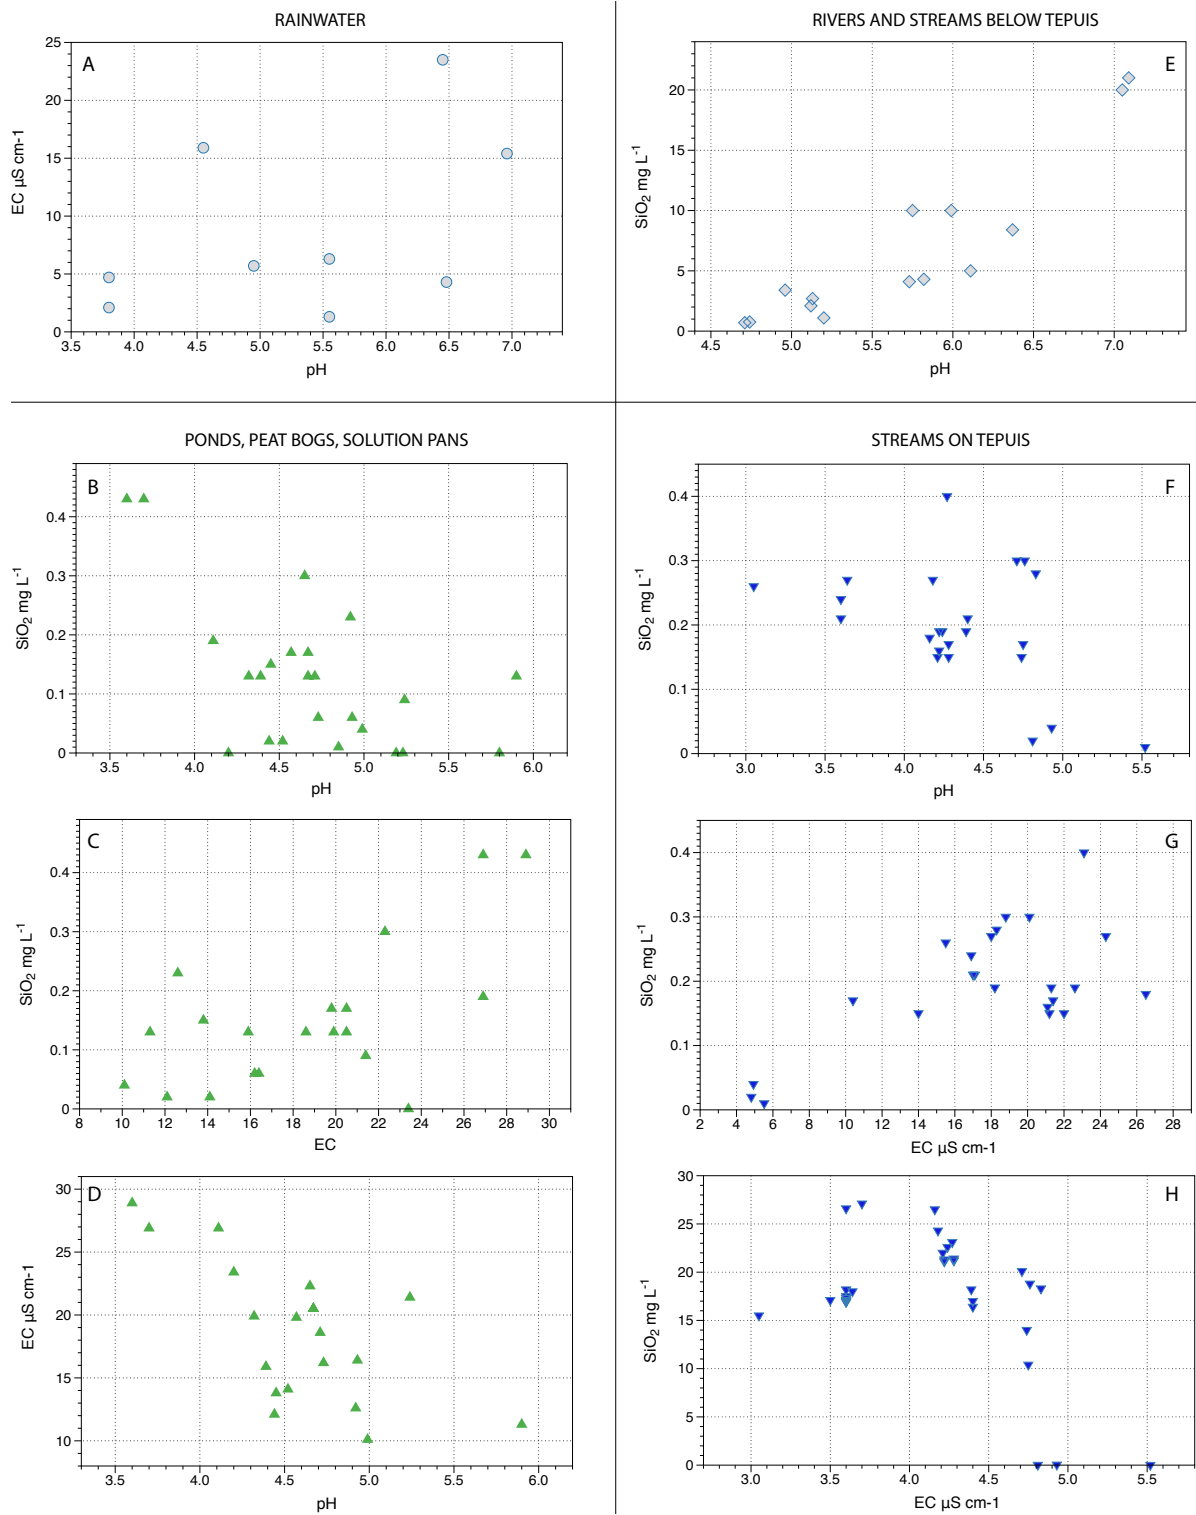 RAINWATER
A
EC µS cm-1
25
20
15
10
5
0
3.5 4.0 4.5 5.0 5.5 6.0 6.5 7.0
pH
RIVERS AND STREAMS BELOW TEPUIS
E
SiO2 mg L-1
20
15
10
5
0
4.5 5.0 5.5 6.0 6.5 7.0
pH
PONDS, PEAT BOGS, SOLUTION PANS
B
SiO2 mg L-1
0.4
0.3
0.2
0.1
0
3.5 4.0 4.5 5.0 5.5 6.0
pH
C
SiO2 mg L-1
0.4
0.3
0.2
0.1
0
8 10 12 14 16 18 20 22 24 26 28 30
EC
D
EC µS cm-1
30
25
20
15
10
3.5 4.0 4.5 5.0 5.5 6.0
pH
STREAMS ON TEPUIS
F
SiO2 mg L-1
0.4
0.3
0.2
0.1
0
3.0 3.5 4.0 4.5 5.0 5.5
pH
G
SiO2 mg L-1
0.4
0.3
0.2
0.1
0
2 4 6 8 10 12 14 16 18 20 22 24 26 28
EC µS cm-1
H
SiO2 mg L-1
30
25
20
15
10
5
0
3.0 3.5 4.0 4.5 5.0 5.5
EC µS cm-1